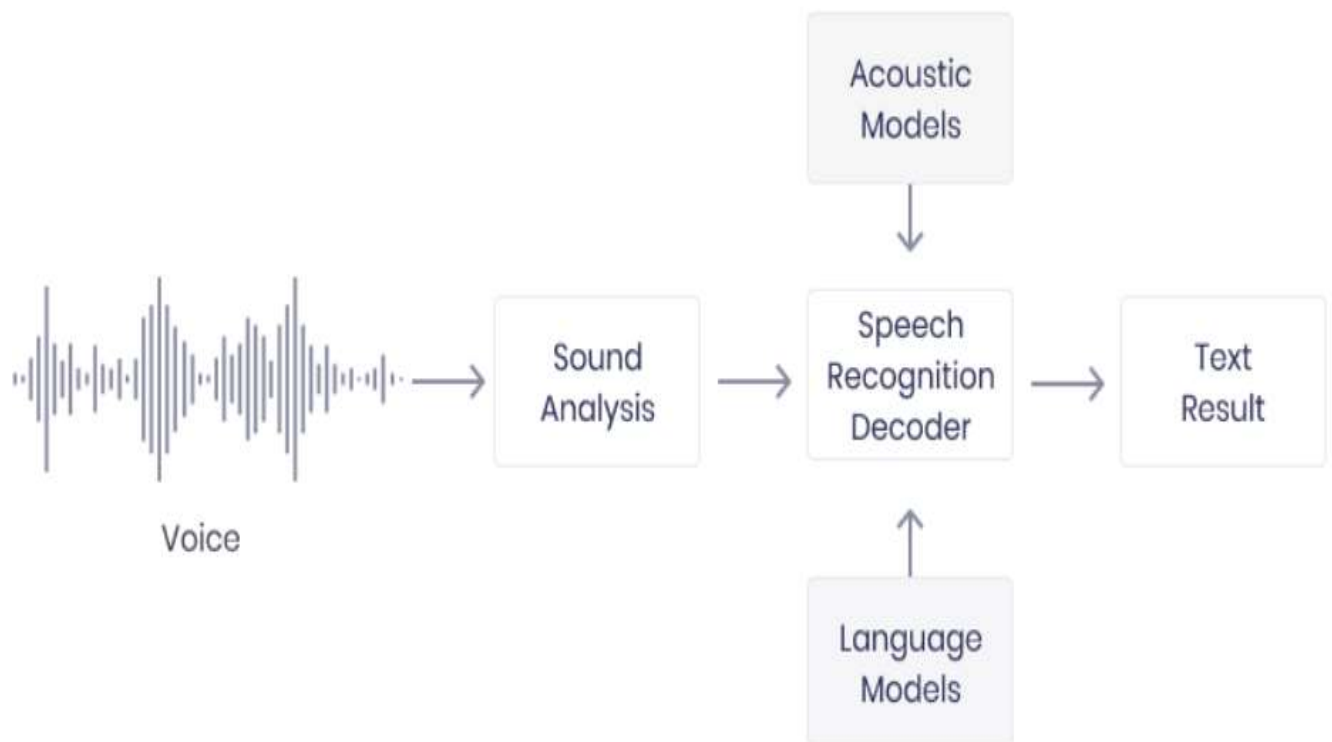 Acoustic
Models
Voice
Sound
Analysis
Speech
Recognition
Decoder
Text
Result
Language
Models